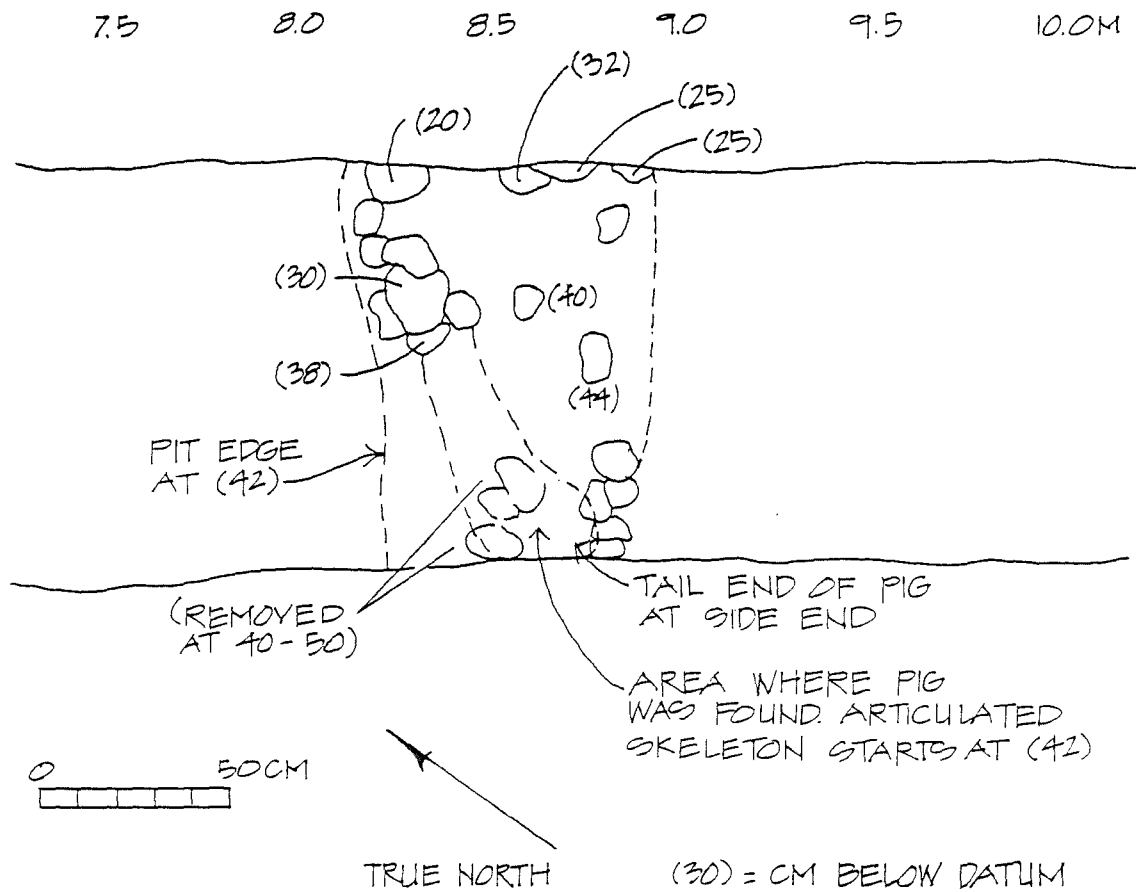 7.5 8.0 8.5 9.0 9.5 10.0M
(32)
(25)
(20)
(25)
(30)
(40)
(38)
(44)
PIT EDGE
AT (42)
TAIL END OF PIG
AT SIDE END
(REMOVED
AT 40-50)
AREA WHERE PIG
WAS FOUND. ARTICULATED
SKELETON STARTS AT (42)
0 50CM
TRUE NORTH
(30) = CM BELOW DATUM